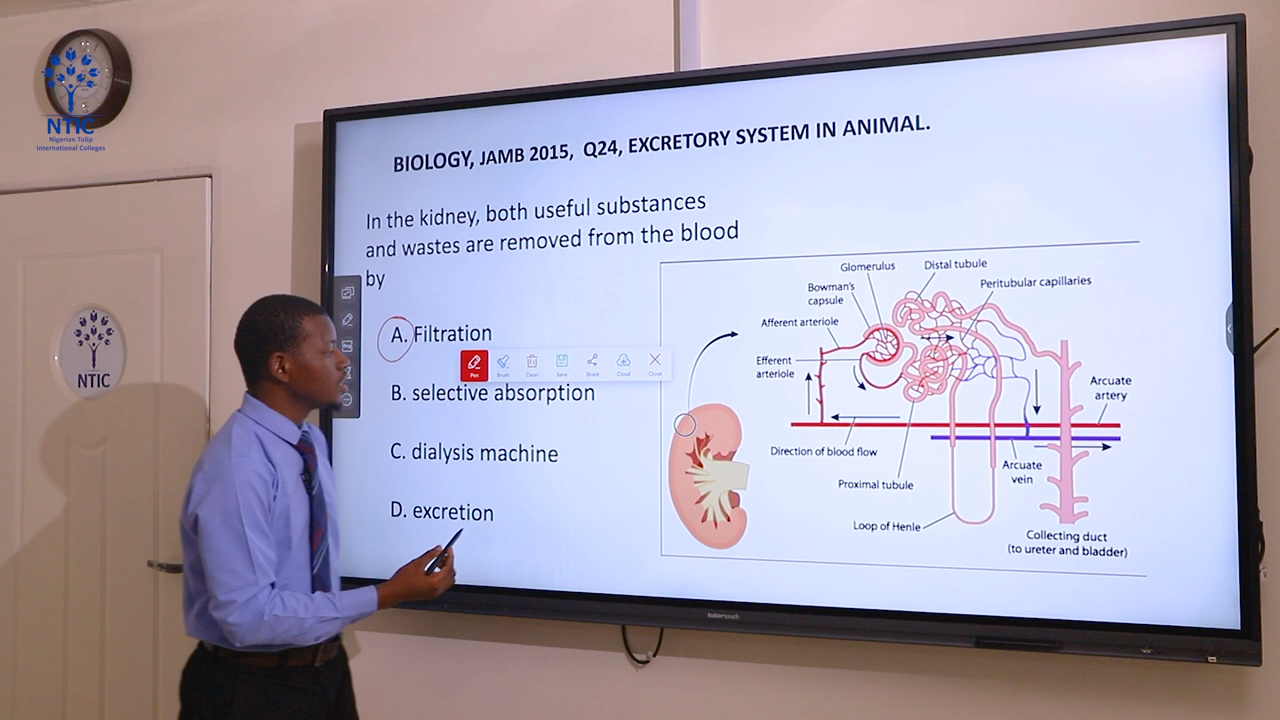 NTIC
Nigerian Tulip
International Colleges
NTIC
BIOLOGY, JAMB 2015, Q24, EXCRETORY SYSTEM IN ANIMAL.
In the kidney, both useful substances
and wastes are removed from the blood
by
A. Filtration
B. selective absorption
C. dialysis machine
D. excretion
Pen
Brush
Clean
Save
Share
Cloud
Close
Glomerulus
Distal tubule
Bowman's
capsule
Peritubular capillaries
Afferent arteriole
Efferent
arteriole
Arcuate
artery
Direction of blood flow
Arcuate
vein
Proximal tubule
Loop of Henle
Collecting duct
(to ureter and bladder)
tutortouch